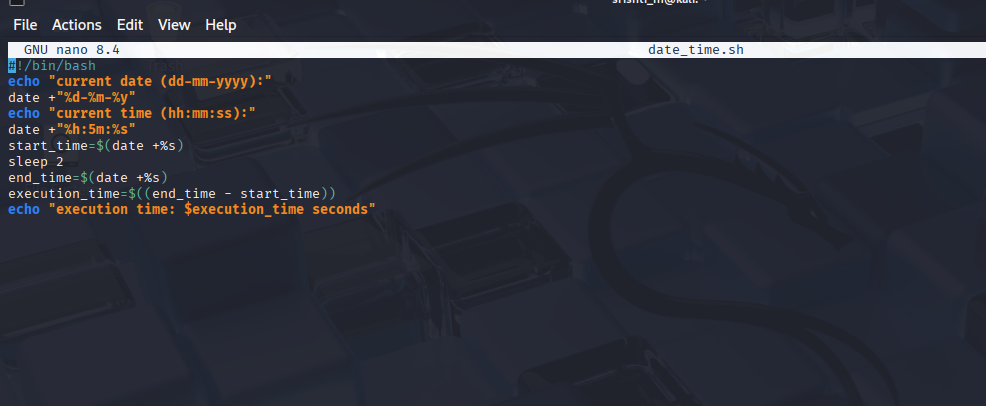 File Actions Edit View Help
GNU nano 8.4 date_time.sh
#!/bin/bash
echo "current date (dd-mm-yyyy):"
date +"%d-%m-%y"
echo "current time (hh:mm:ss):"
date +"%h:5m:%s"
start_time=$(date +%s)
sleep 2
end_time=$(date +%s)
execution_time=$((end_time - start_time))
echo "execution time: $execution_time seconds"